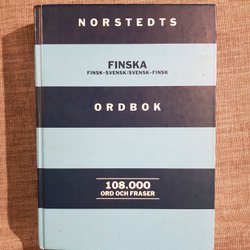 NORSTEDTS
FINSKA
FINSK–SVENSK/SVENSK–FINSK
ORDBOK
108.000
ORD OCH FRASER